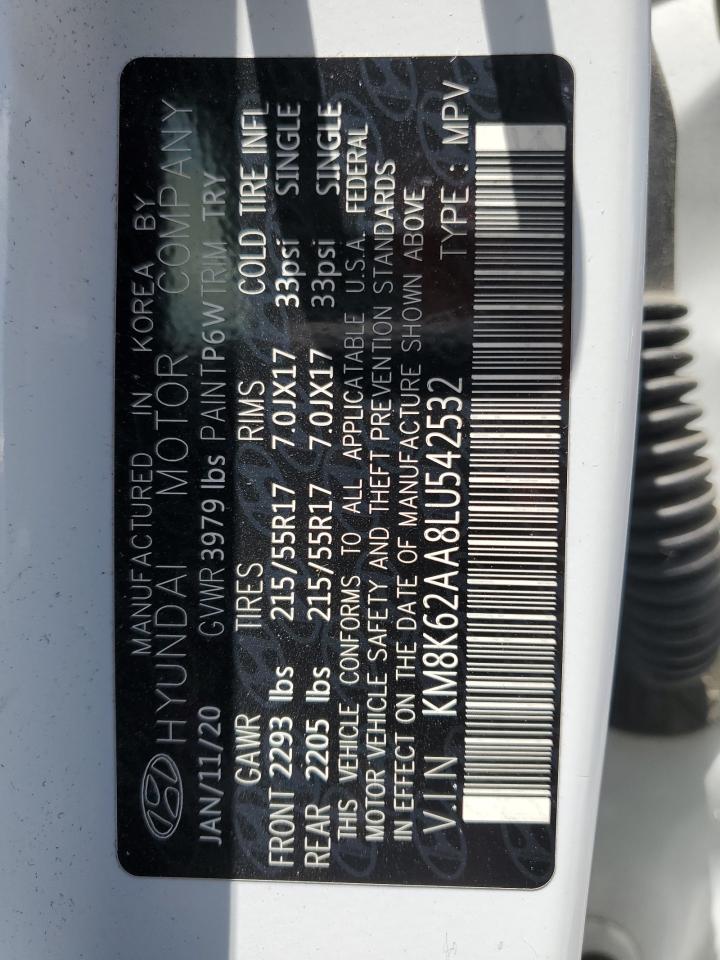 MANUFACTURED IN KOREA BY
HYUNDAI MOTOR COMPANY
JAN/11/20 GVWR 3979 lbs PAINT P6W TRIM TRY
GAWR TIRES RIMS COLD TIRE INFL
FRONT 2293 lbs 215/55R17 7.0JX17 33psi SINGLE
REAR 2205 lbs 215/55R17 7.0JX17 33psi SINGLE
THIS VEHICLE CONFORMS TO ALL APPLICATABLE U.S.A. FEDERAL
MOTOR VEHICLE SAFETY AND THEFT PREVENTION STANDARDS
IN EFFECT ON THE DATE OF MANUFACTURE SHOWN ABOVE.
V.I.N KM8K62AA8LU542532 TYPE : MPV